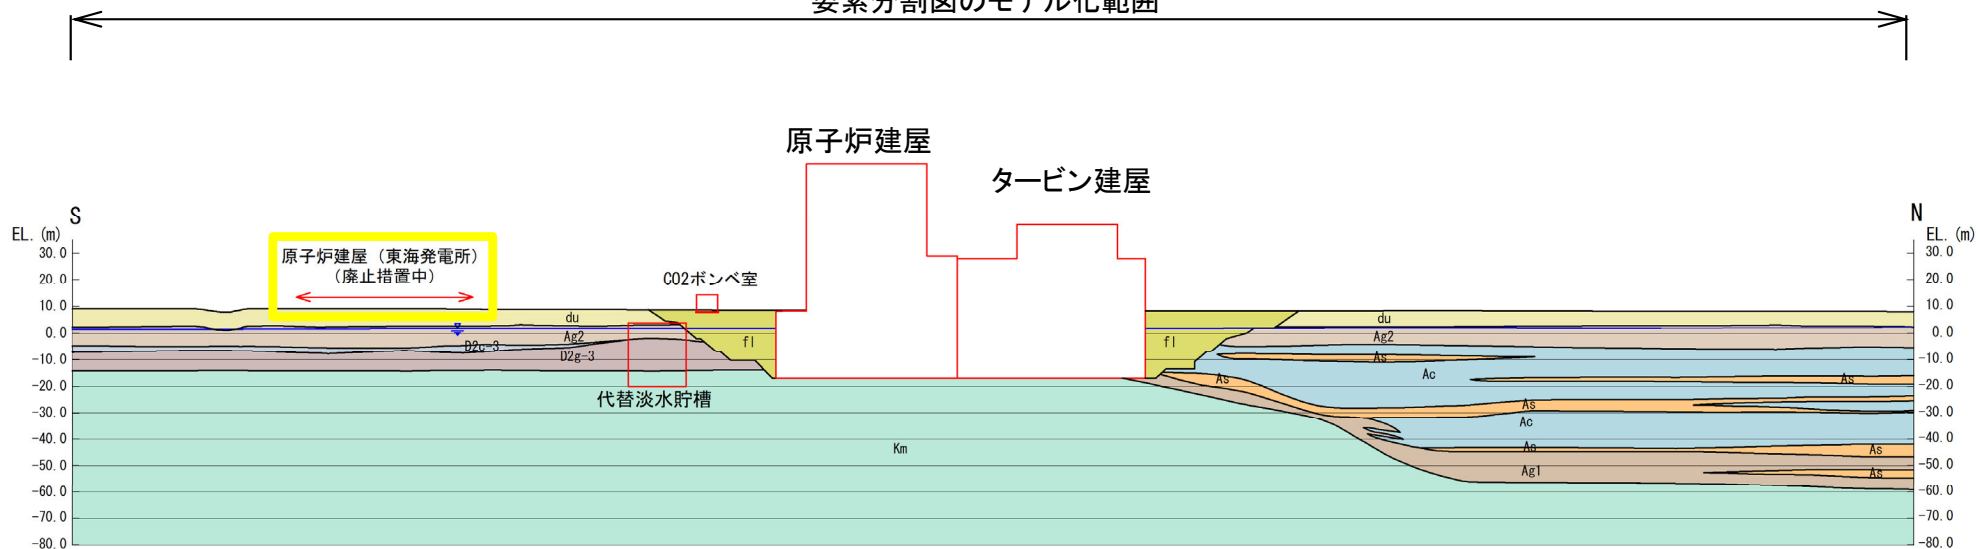 要素分割図のモデル化範囲
原子炉建屋
タービン建屋
S
N
EL. (m)
EL. (m)
原子炉建屋（東海発電所）
（廃止措置中）
CO2ボンベ室
30.0
20.0
10.0
0.0
-10.0
-20.0
-30.0
-40.0
-50.0
-60.0
-70.0
-80.0
du
Ag2
D2c-3
D2g-3
fl
代替淡水貯槽
Km
fl
du
Ag2
As
Ac
As
As
As
Ac
As
As
Ag1
As
30.0
20.0
10.0
0.0
-10.0
-20.0
-30.0
-40.0
-50.0
-60.0
-70.0
-80.0